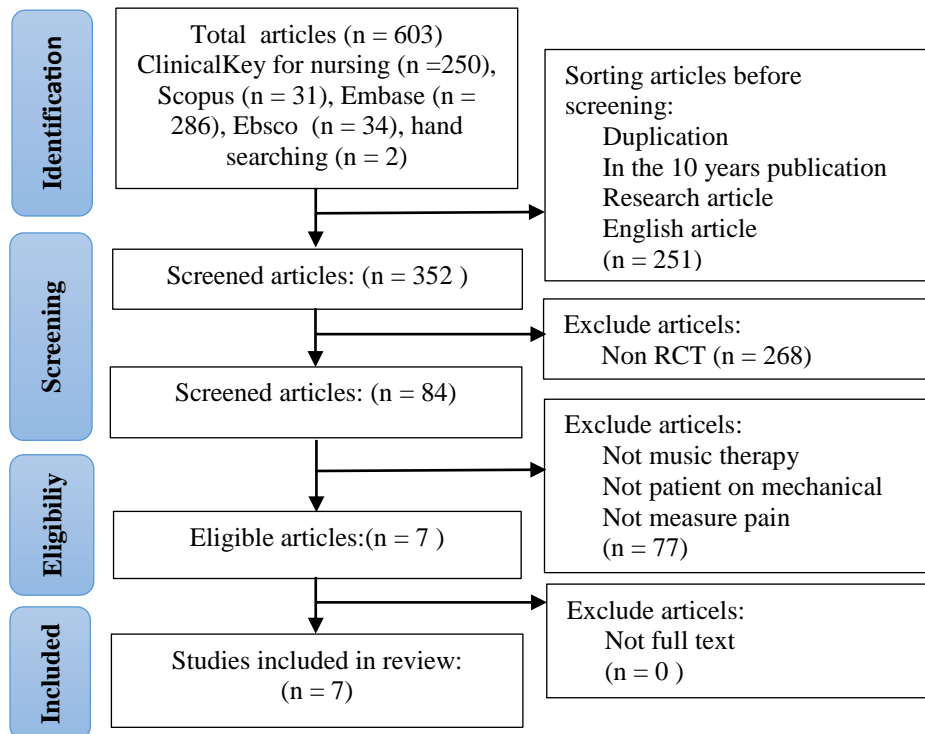 Identification
Total articles (n = 603)
ClinicalKey for nursing (n =250),
Scopus (n = 31), Embase (n =
286), Ebsco (n = 34), hand
searching (n = 2)
Sorting articles before
screening:
Duplication
In the 10 years publication
Research article
English article
(n = 251)
Screening
Screened articles: (n = 352 )
Exclude articels:
Non RCT (n = 268)
Screened articles: (n = 84)
Exclude articels:
Not music therapy
Not patient on mechanical
Not measure pain
(n = 77)
Eligibiliy
Eligible articles:(n = 7 )
Exclude articels:
Not full text
(n = 0 )
Included
Studies included in review:
(n = 7)